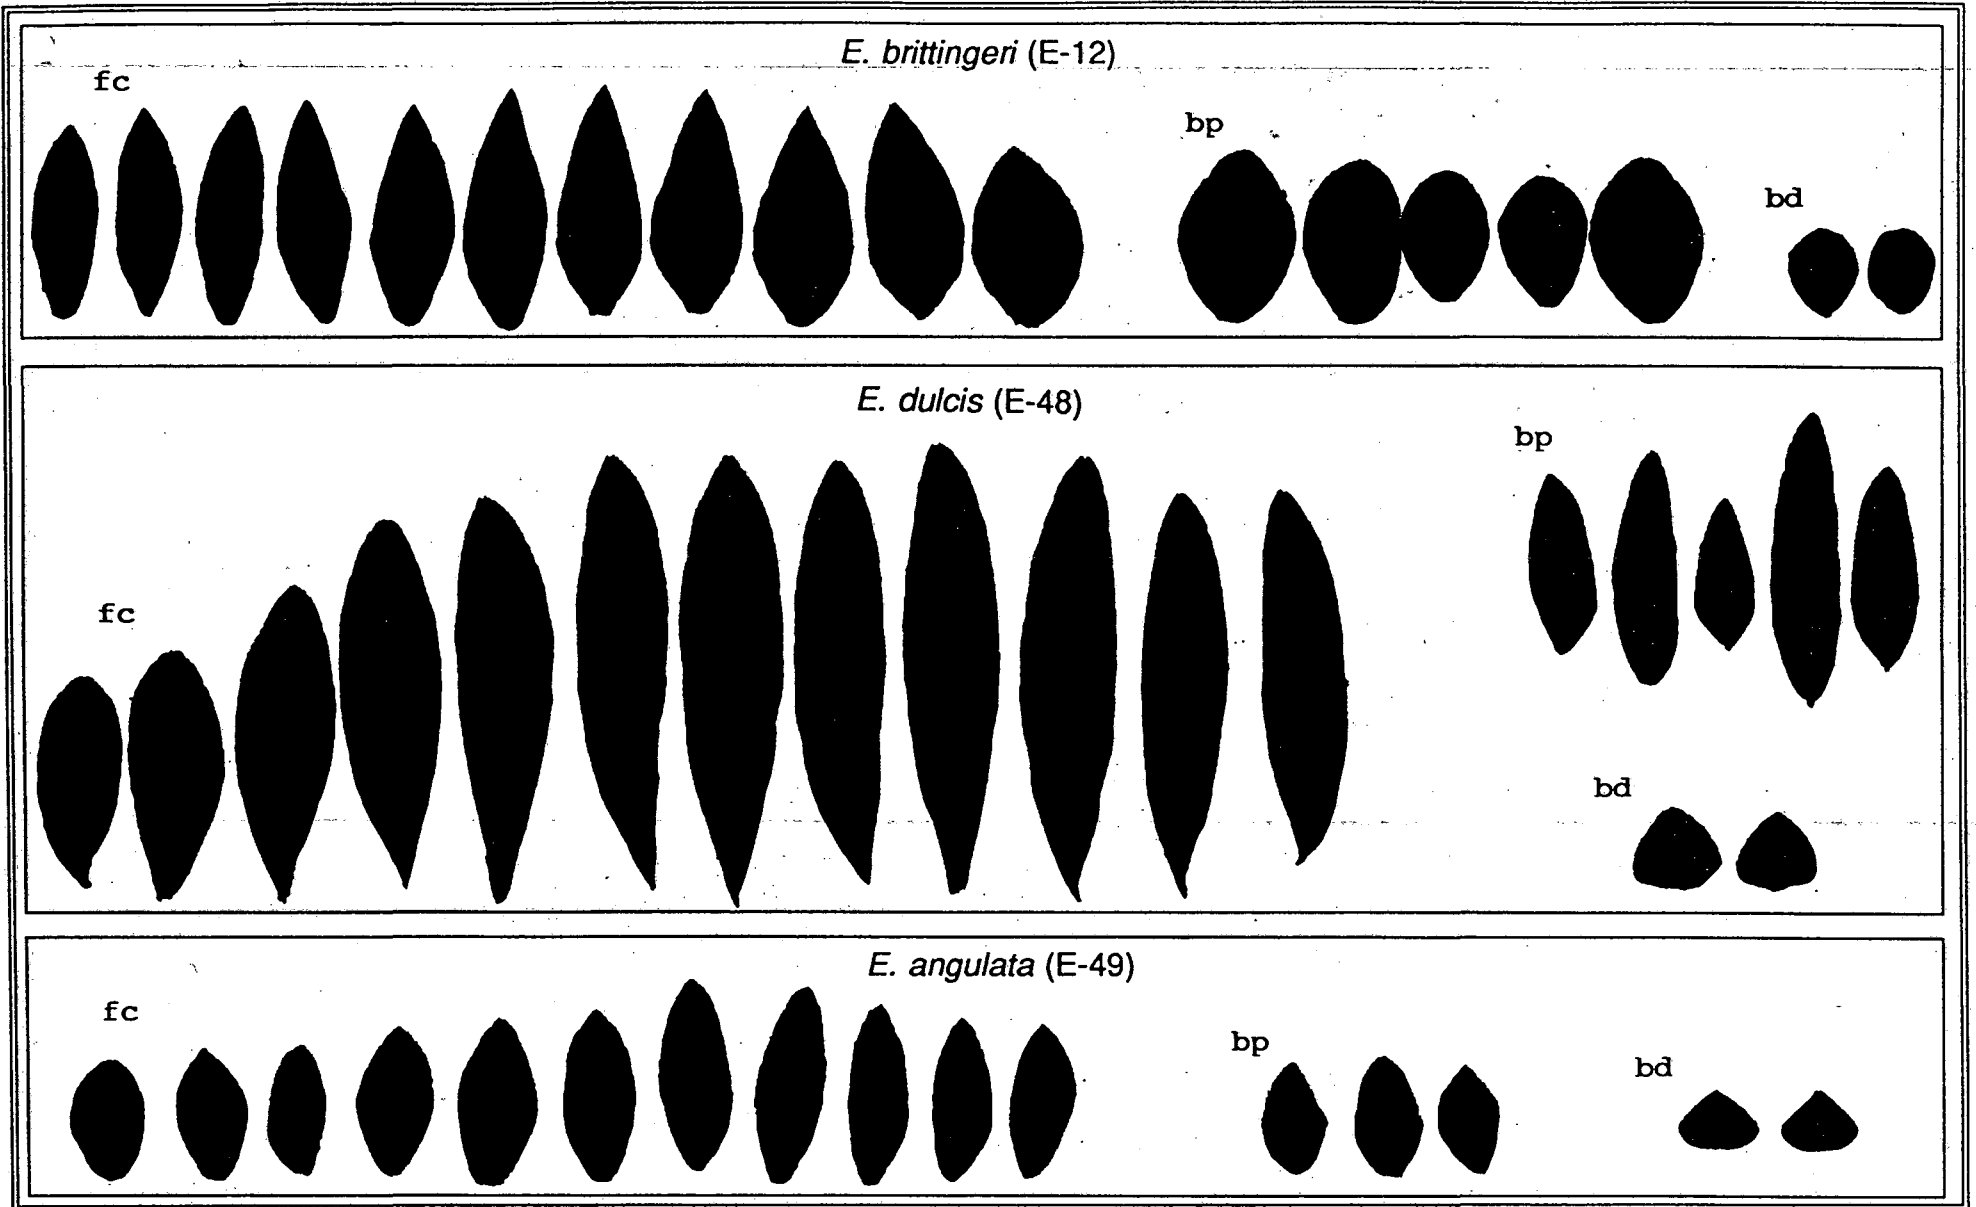 E. brittingeri (E-12)
fc
bp
bd
E. dulcis (E-48)
bp
fc
bd
E. angulata (E-49)
fc
bp
bd